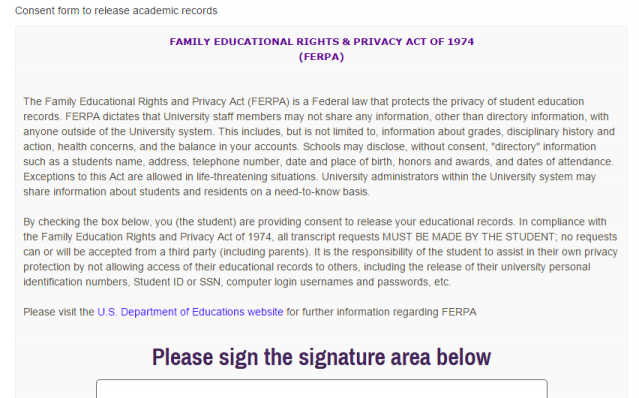 Consent form to release academic records
FAMILY EDUCATIONAL RIGHTS & PRIVACY ACT OF 1974
(FERPA)
The Family Educational Rights and Privacy Act (FERPA) is a Federal law that protects the privacy of student education
records. FERPA dictates that University staff members may not share any information, other than directory information, with
anyone outside of the University system. This includes, but is not limited to, information about grades, disciplinary history and
action, health concerns, and the balance in your accounts. Schools may disclose, without consent, "directory" information
such as a students name, address, telephone number, date and place of birth, honors and awards, and dates of attendance.
Exceptions to this Act are allowed in life-threatening situations. University administrators within the University system may
share information about students and residents on a need-to-know basis.
By checking the box below, you (the student) are providing consent to release your educational records. In compliance with
the Family Education Rights and Privacy Act of 1974, all transcript requests MUST BE MADE BY THE STUDENT; no requests
can or will be accepted from a third party (including parents). It is the responsibility of the student to assist in their own privacy
protection by not allowing access of their educational records to others, including the release of their university personal
identification numbers, Student ID or SSN, computer login usernames and passwords, etc.
Please visit the U.S. Department of Educations website for further information regarding FERPA
Please sign the signature area below